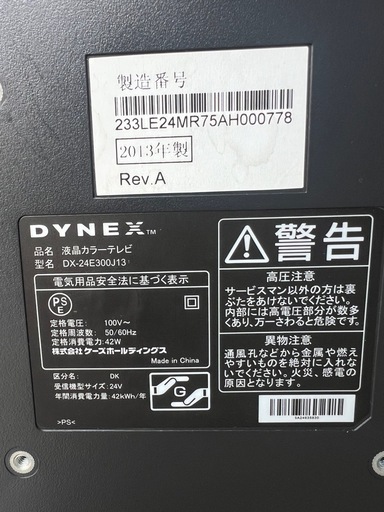 製造番号
233LE24MR75AH000778
2013年製
Rev.A
DYNEX™
品名 液晶カラーテレビ
型名 DX-24E300J13
電気用品安全法に基づく表示
PS
E
定格電圧: 100V~
定格周波数: 50/60Hz
定格消費電力: 42W
株式会社ケーズホールディングス
Made in China
区分名: DK
受信機型サイズ: 24V
年間消費電力量: 42kWh/年
G
>PS<
警告
高圧注意
サービスマン以外の方は裏
ぶたをあけないでください。
内部には高電圧部分が数多
くあり、万一さわると危険です。
異物注意
通風孔などから金属や燃え
やすいものを絶対に入れな
いでください。火災、感電
の原因となります。